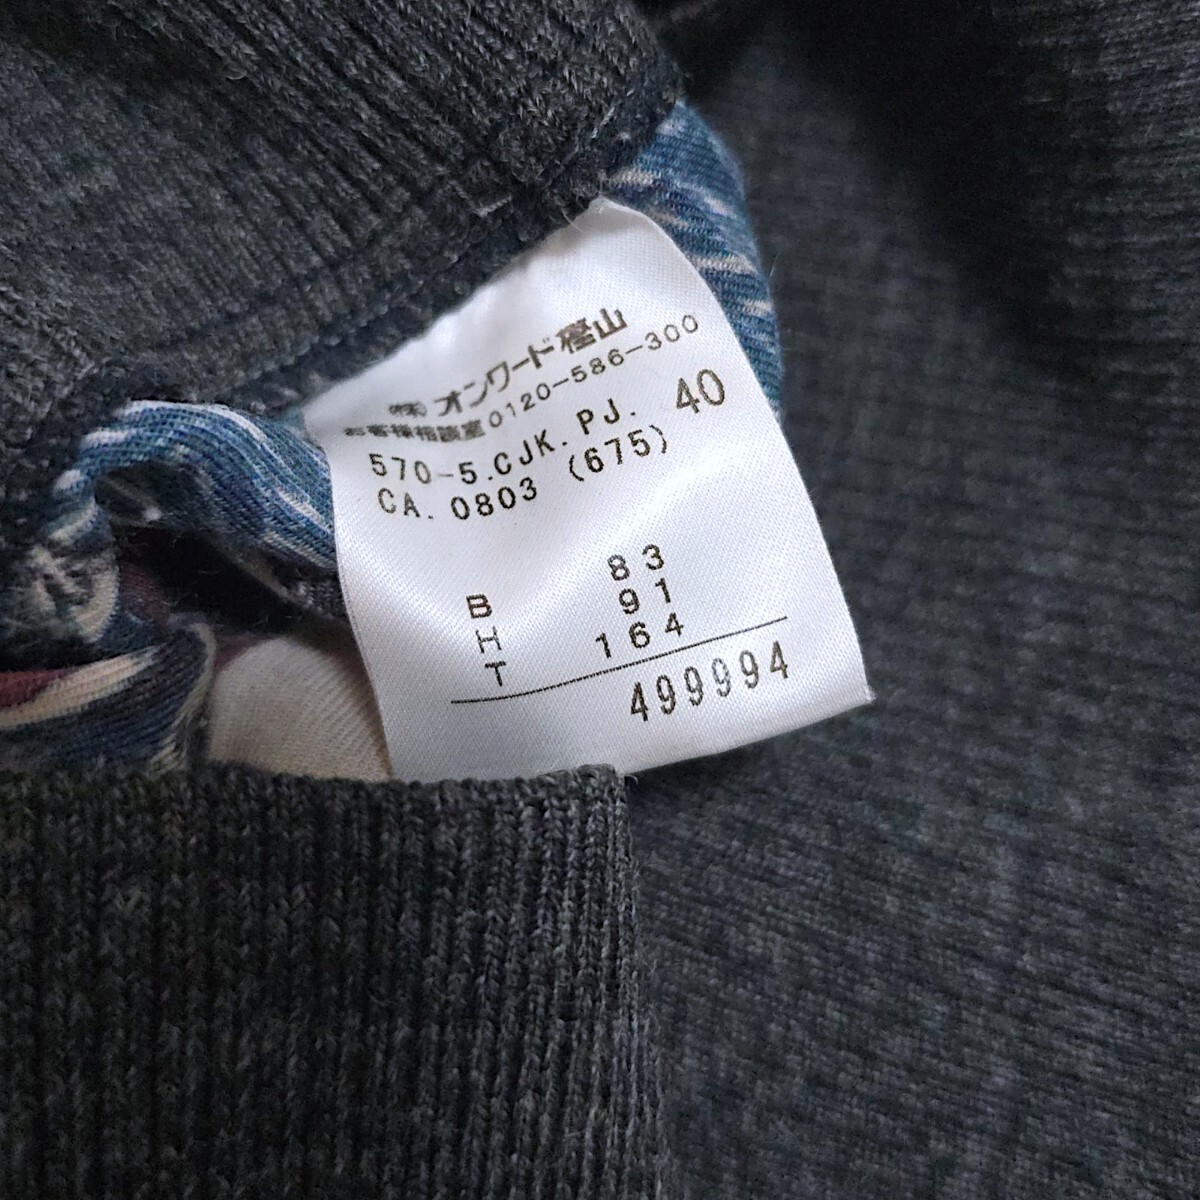 ㈱オンワード樫山
お客様相談室0120-586-300
570-5.CJK.PJ. 40
CA. 0803 (675)
B 83
H 91
T 164
499994